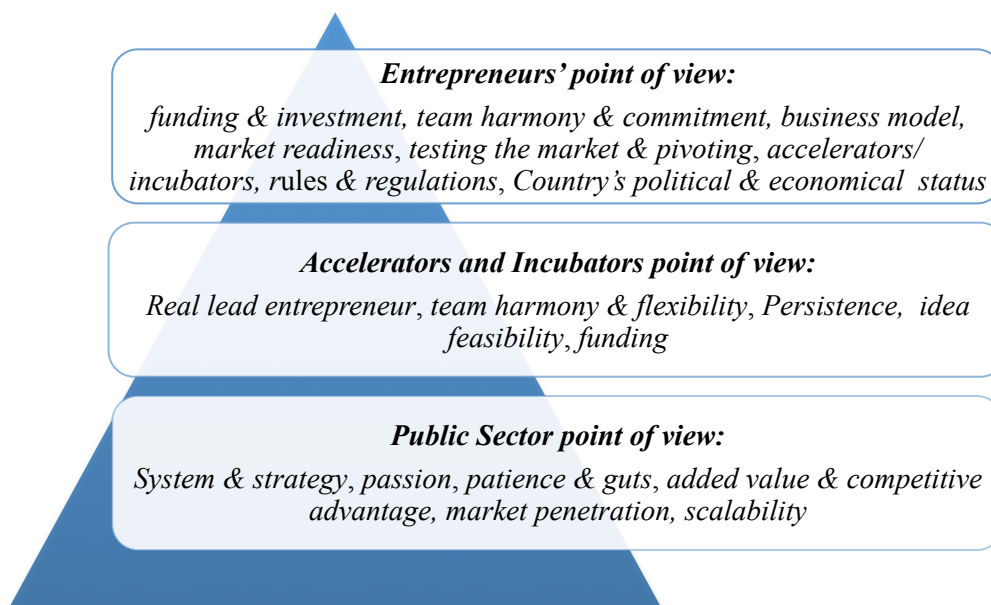 Entrepreneurs’ point of view:
funding & investment, team harmony & commitment, business model,
market readiness, testing the market & pivoting, accelerators/
incubators, rules & regulations, Country’s political & economical status
Accelerators and Incubators point of view:
Real lead entrepreneur, team harmony & flexibility, Persistence, idea
feasibility, funding
Public Sector point of view:
System & strategy, passion, patience & guts, added value & competitive
advantage, market penetration, scalability